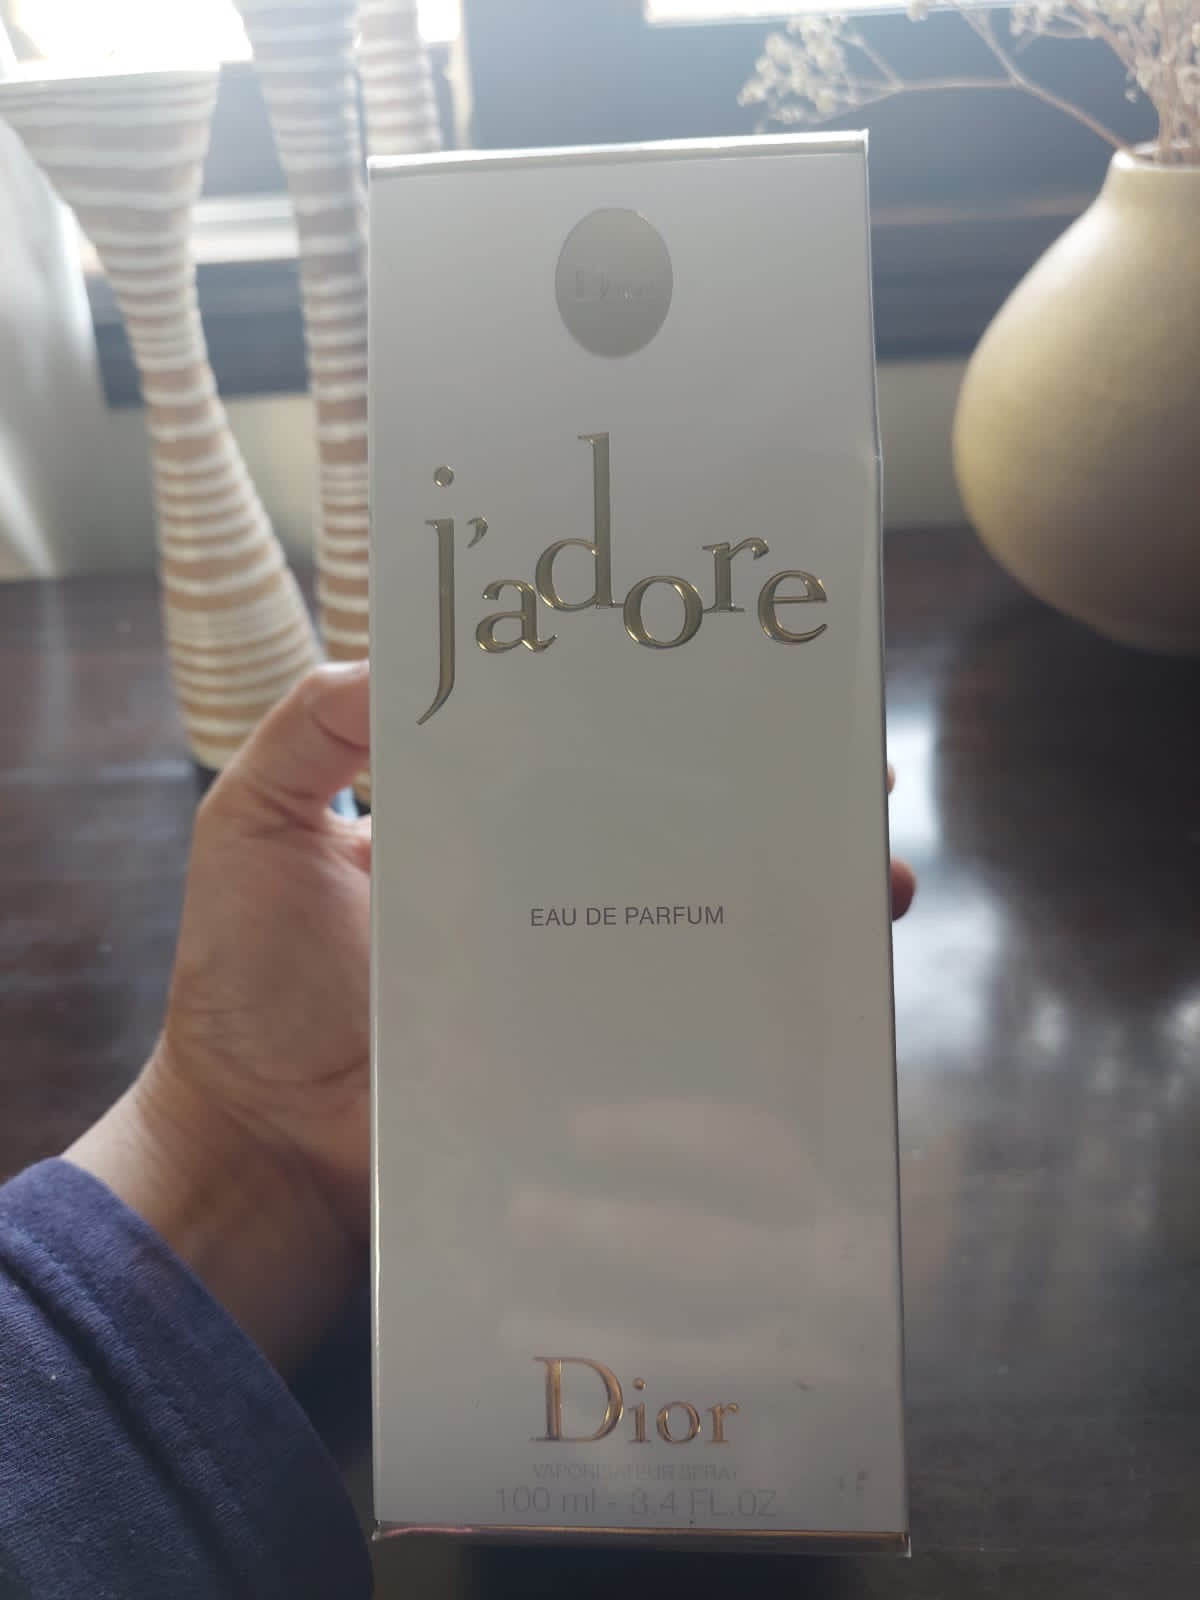 j'adore
EAU DE PARFUM
Dior
VAPORISATEUR SPRAY
100 ml - 3.4 FL.OZ